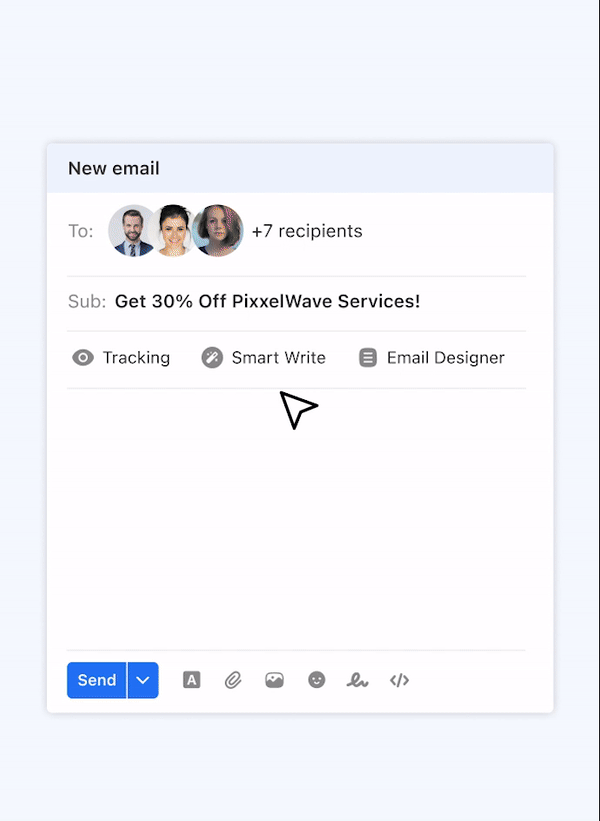 New email
To: +7 recipients
Sub: Get 30% Off PixxelWave Services!
Tracking Smart Write Email Designer
Send A </>